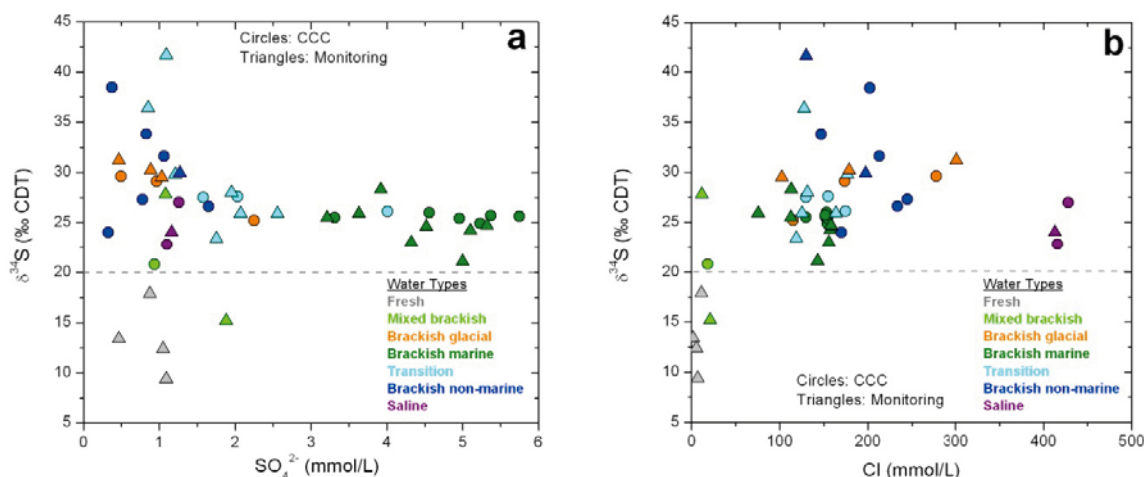 a
Circles: CCC
Triangles: Monitoring
45
40
35
30
25
20
15
10
5
δ³⁴S (‰ CDT)
Water Types
Fresh
Mixed brackish
Brackish glacial
Brackish marine
Transition
Brackish non-marine
Saline
0 1 2 3 4 5 6
SO₄²⁻ (mmol/L)
b
45
40
35
30
25
20
15
10
5
δ³⁴S (‰ CDT)
Water Types
Fresh
Mixed brackish
Brackish glacial
Brackish marine
Transition
Brackish non-marine
Saline
Circles: CCC
Triangles: Monitoring
0 100 200 300 400 500
Cl (mmol/L)